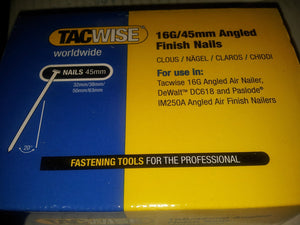 TACWISE
worldwide
NAILS 45mm
32mm/38mm/
50mm/63mm
20°
16G/45mm Angled
Finish Nails
CLOUS / NÄGEL / CLAROS / CHIODI
For use in:
Tacwise 16G Angled Air Nailer,
DeWalt™ DC618 and Paslode®
IM250A Angled Air Finish Nailers
FASTENING TOOLS FOR THE PROFESSIONAL